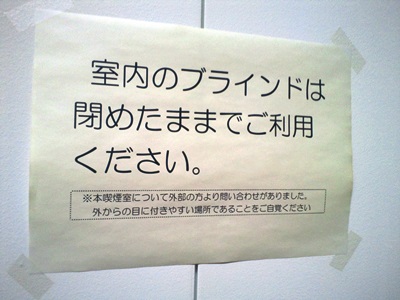 室内のブラインドは
閉めたままでご利用
ください。
※本喫煙室について外部の方より問い合わせがありました。
外からの目に付きやすい場所であることをご自覚ください